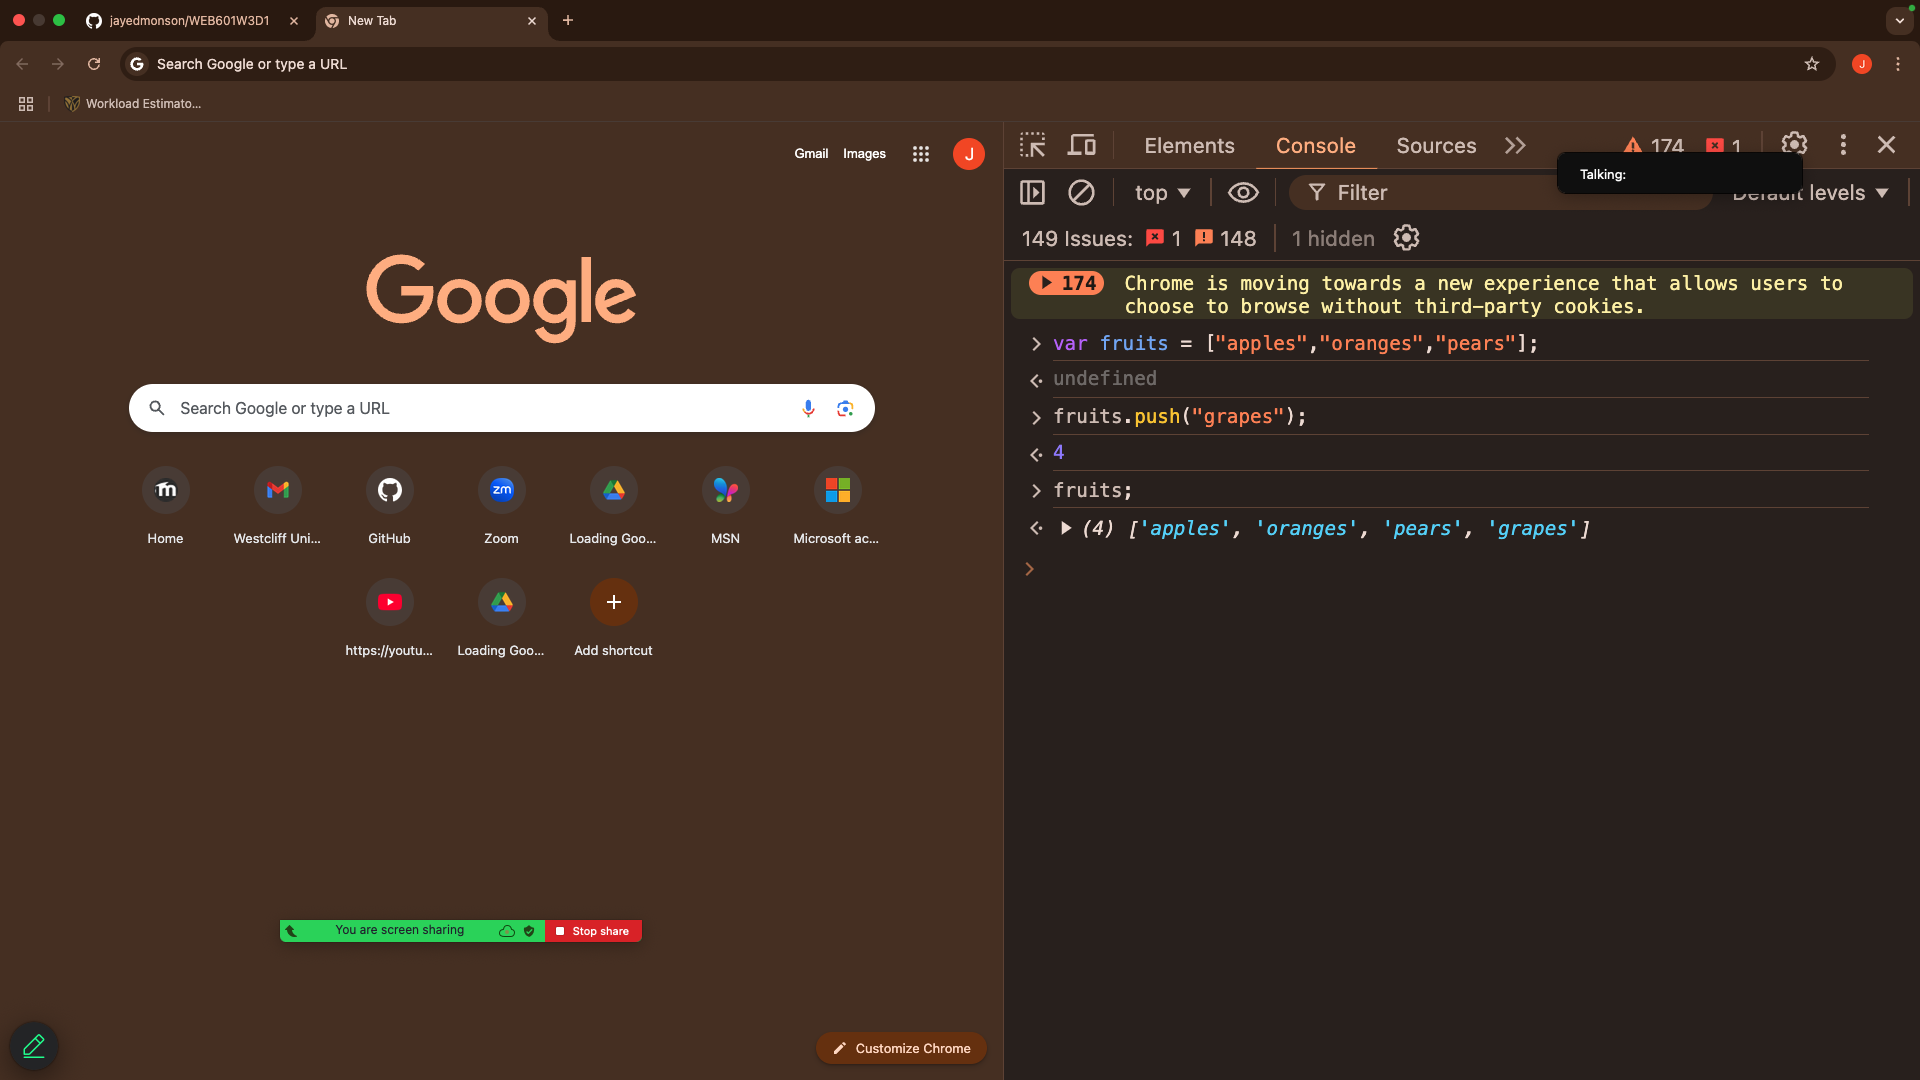 jayedmonson/WEB601W3D1
New Tab
Search Google or type a URL
J
Workload Estimato...
Gmail
Images
J
Google
Search Google or type a URL
m
zm
Home
Westcliff Uni...
GitHub
Zoom
Loading Goo...
MSN
Microsoft ac...
https://youtu...
Loading Goo...
Add shortcut
You are screen sharing
Stop share
Customize Chrome
Elements
Console
Sources
174
1
Talking:
top
Filter
Default levels
149 Issues:
1
148
1 hidden
174
Chrome is moving towards a new experience that allows users to
choose to browse without third-party cookies.
> var fruits = ["apples","oranges","pears"];
undefined
> fruits.push("grapes");
4
> fruits;
(4) ['apples', 'oranges', 'pears', 'grapes']
>